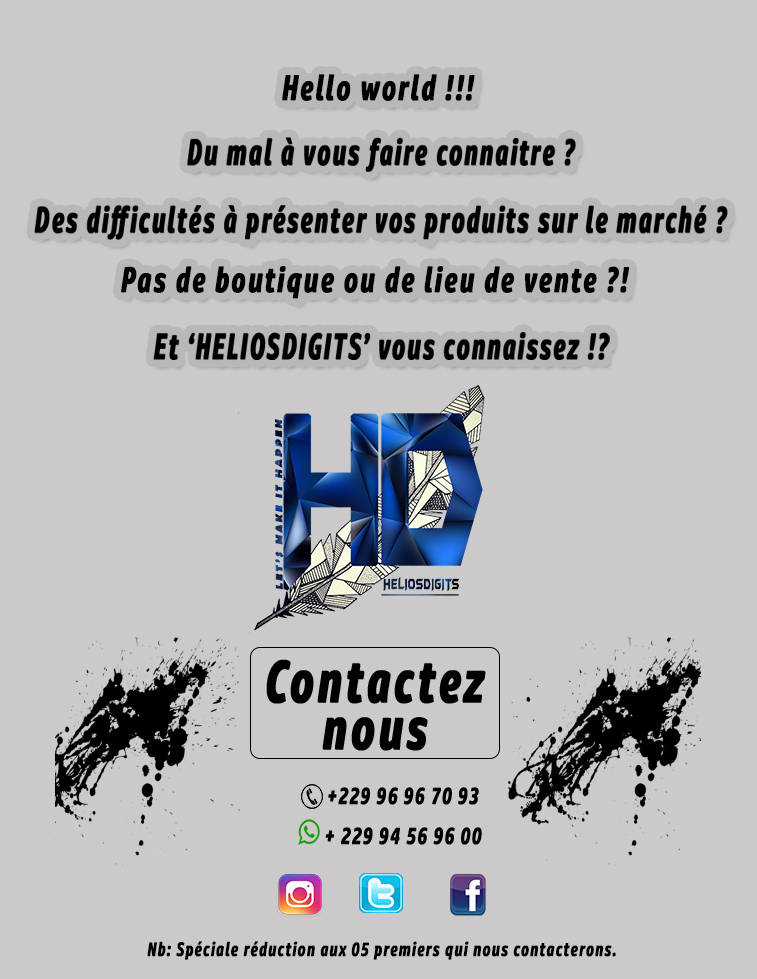 Hello world !!!
Du mal à vous faire connaitre ?
Des difficultés à présenter vos produits sur le marché ?
Pas de boutique ou de lieu de vente ?!
Et ‘HELIOSDIGITS’ vous connaissez !?
LET'S MAKE IT HAPPEN
HD
HELIOSDIGITS
Contactez
nous
+229 96 96 70 93
+ 229 94 56 96 00
Nb: Spéciale réduction aux 05 premiers qui nous contacterons.